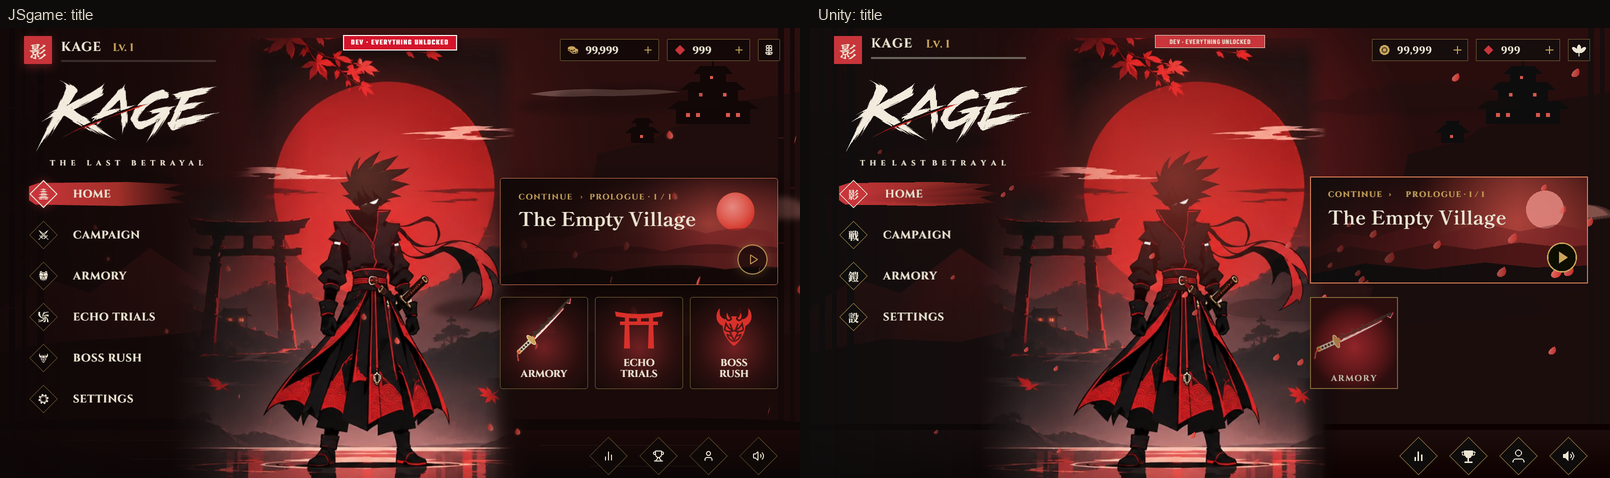 JSgame: title
影
KAGE Lv. 1
DEV · EVERYTHING UNLOCKED
99,999 +
999 +
KAGE
THE LAST BETRAYAL
HOME
CAMPAIGN
ARMORY
ECHO TRIALS
BOSS RUSH
SETTINGS
CONTINUE › PROLOGUE · 1 / 1
The Empty Village
ARMORY
ECHO
TRIALS
BOSS
RUSH
Unity: title
影
KAGE Lv. 1
DEV · EVERYTHING UNLOCKED
99,999 +
999 +
KAGE
THE LAST BETRAYAL
影 HOME
戦 CAMPAIGN
鎧 ARMORY
設 SETTINGS
CONTINUE › PROLOGUE · 1 / 1
The Empty Village
ARMORY